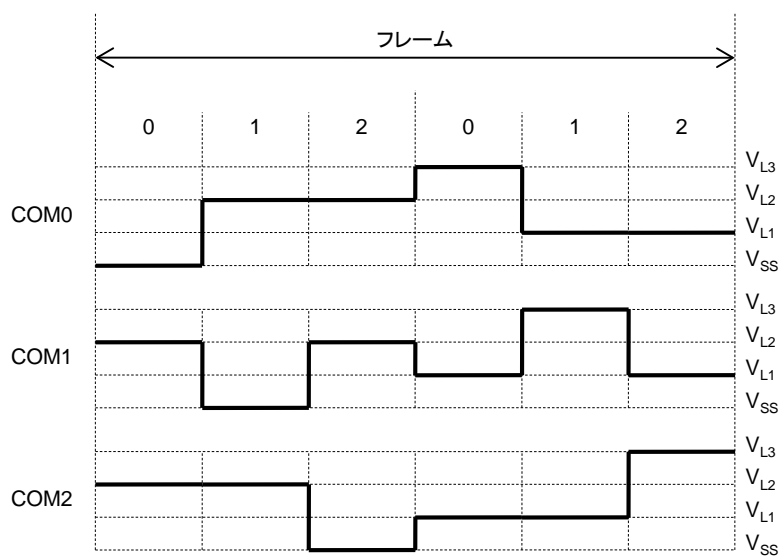 フレーム
0 1 2 0 1 2
COM0
V_L3
V_L2
V_L1
V_SS
COM1
V_L3
V_L2
V_L1
V_SS
COM2
V_L3
V_L2
V_L1
V_SS